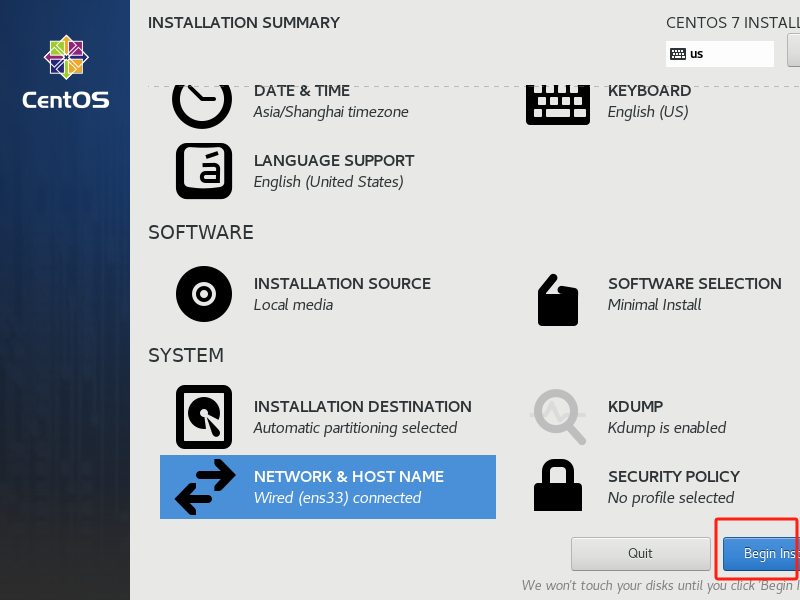 INSTALLATION SUMMARY
CENTOS 7 INSTALL
us
CentOS
DATE & TIME
Asia/Shanghai timezone
KEYBOARD
English (US)
LANGUAGE SUPPORT
English (United States)
SOFTWARE
INSTALLATION SOURCE
Local media
SOFTWARE SELECTION
Minimal Install
SYSTEM
INSTALLATION DESTINATION
Automatic partitioning selected
KDUMP
Kdump is enabled
NETWORK & HOST NAME
Wired (ens33) connected
SECURITY POLICY
No profile selected
Quit
Begin Inst
We won't touch your disks until you click 'Begin I